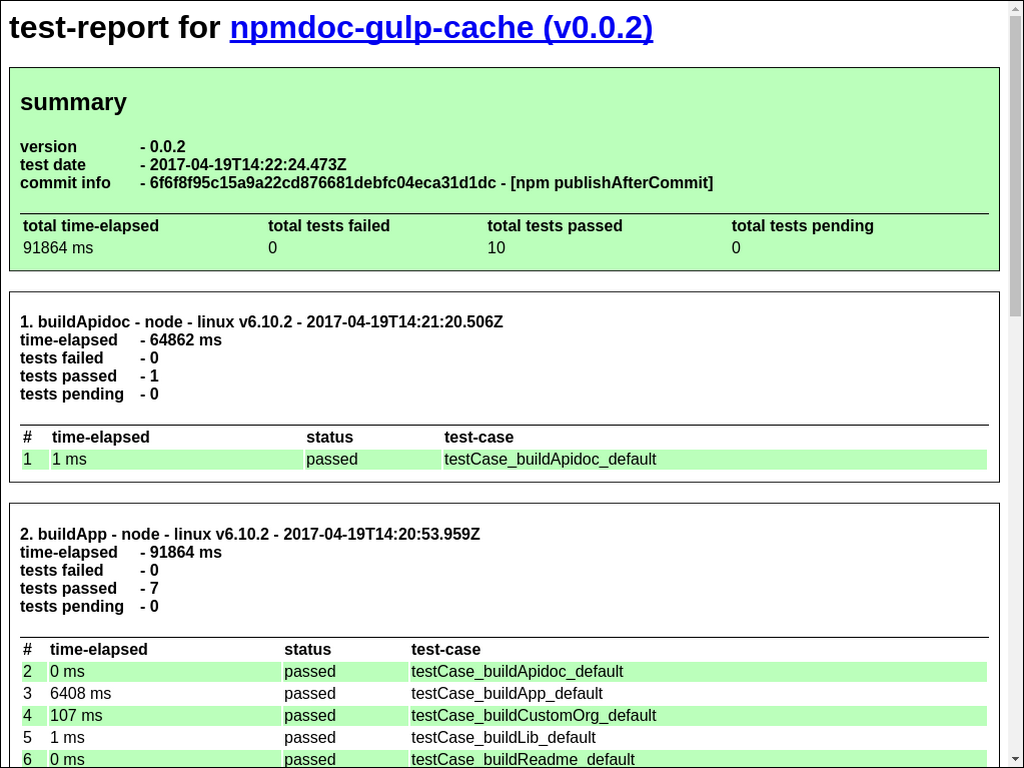 test-report for npmdoc-gulp-cache (v0.0.2)
summary
version - 0.0.2
test date - 2017-04-19T14:22:24.473Z
commit info - 6f6f8f95c15a9a22cd876681debfc04eca31d1dc - [npm publishAfterCommit]
total time-elapsed total tests failed total tests passed total tests pending
91864 ms 0 10 0
1. buildApidoc - node - linux v6.10.2 - 2017-04-19T14:21:20.506Z
time-elapsed - 64862 ms
tests failed - 0
tests passed - 1
tests pending - 0
# time-elapsed status test-case
1 1 ms passed testCase_buildApidoc_default
2. buildApp - node - linux v6.10.2 - 2017-04-19T14:20:53.959Z
time-elapsed - 91864 ms
tests failed - 0
tests passed - 7
tests pending - 0
# time-elapsed status test-case
2 0 ms passed testCase_buildApidoc_default
3 6408 ms passed testCase_buildApp_default
4 107 ms passed testCase_buildCustomOrg_default
5 1 ms passed testCase_buildLib_default
6 0 ms passed testCase_buildReadme_default